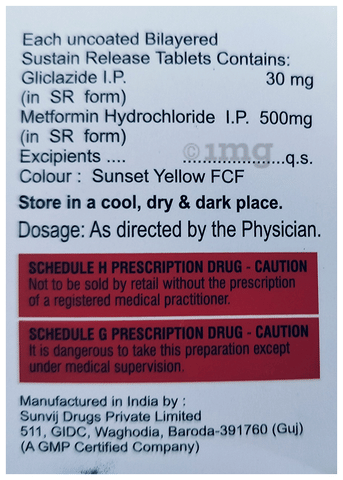 Each uncoated Bilayered
Sustain Release Tablets Contains:
Gliclazide I.P. 30 mg
(in SR form)
Metformin Hydrochloride I.P. 500mg
(in SR form)
Excipients .... .....................q.s.
Colour : Sunset Yellow FCF
Store in a cool, dry & dark place.
Dosage: As directed by the Physician.
SCHEDULE H PRESCRIPTION DRUG - CAUTION
Not to be sold by retail without the prescription
of a registered medical practitioner.
SCHEDULE G PRESCRIPTION DRUG - CAUTION
It is dangerous to take this preparation except
under medical supervision.
Manufactured in India by :
Sunvij Drugs Private Limited
511, GIDC, Waghodia, Baroda-391760 (Guj)
(A GMP Certified Company)
©1mg